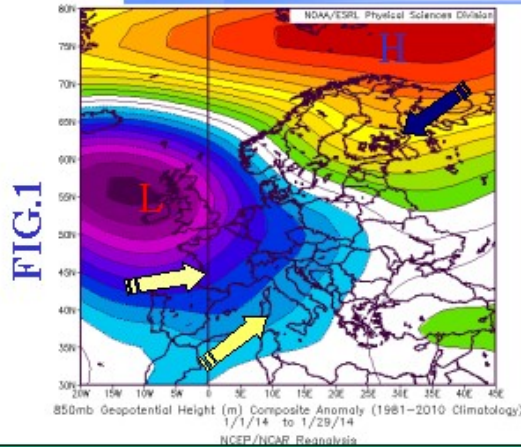 NOAA/ESRL Physical Sciences Division
80N
75N
70N
65N
60N
55N
50N
45N
40N
35N
30N
H
L
FIG.1
20W 15W 10W 5W 0 5E 10E 15E 20E 25E 30E 35E 40E 45E
850mb Geopotential Height (m) Composite Anomaly (1981-2010 Climatology)
1/1/14 to 1/29/14
NCEP/NCAR Reanalysis